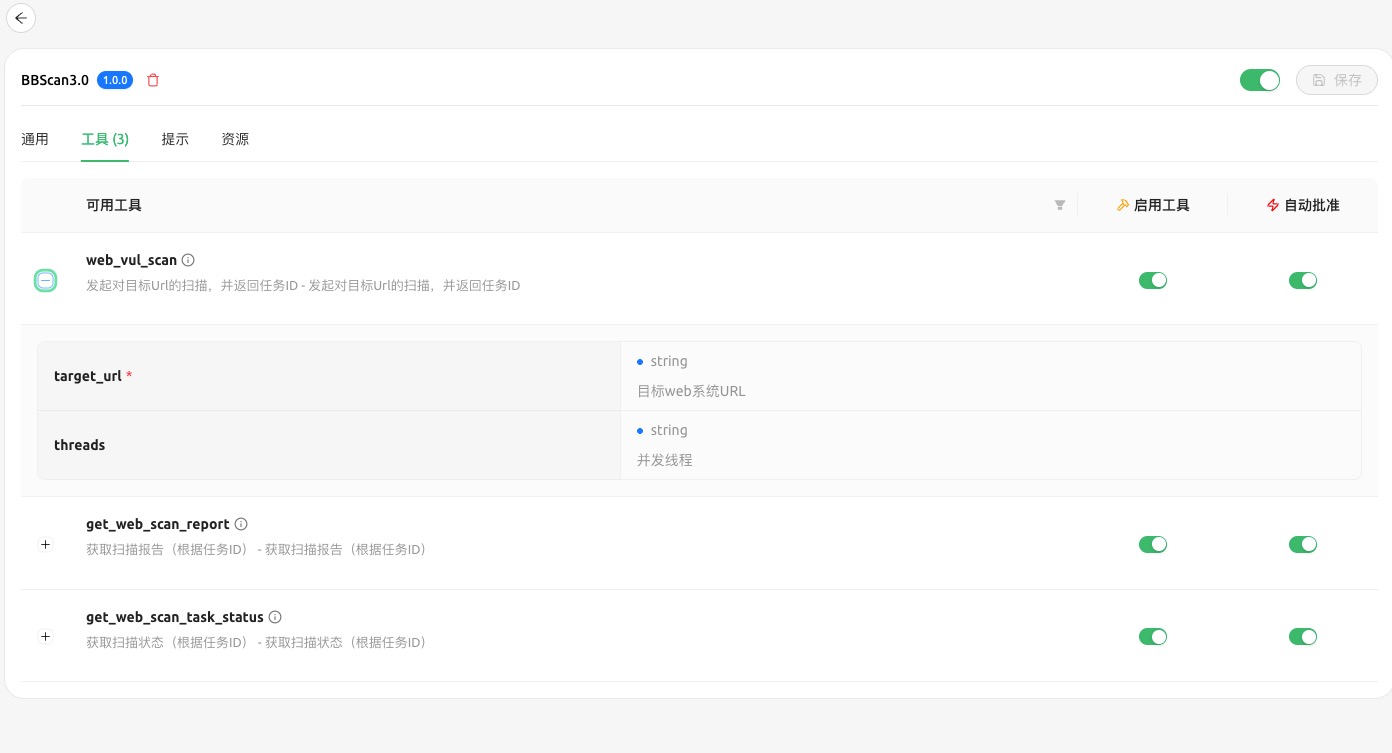 BBScan3.0 1.0.0 保存
通用 工具 (3) 提示 资源
可用工具 启用工具 自动批准
web_vul_scan
发起对目标Url的扫描，并返回任务ID - 发起对目标Url的扫描，并返回任务ID
target_url *
string
目标web系统URL
threads
string
并发线程
get_web_scan_report
获取扫描报告（根据任务ID） - 获取扫描报告（根据任务ID）
get_web_scan_task_status
获取扫描状态（根据任务ID） - 获取扫描状态（根据任务ID）